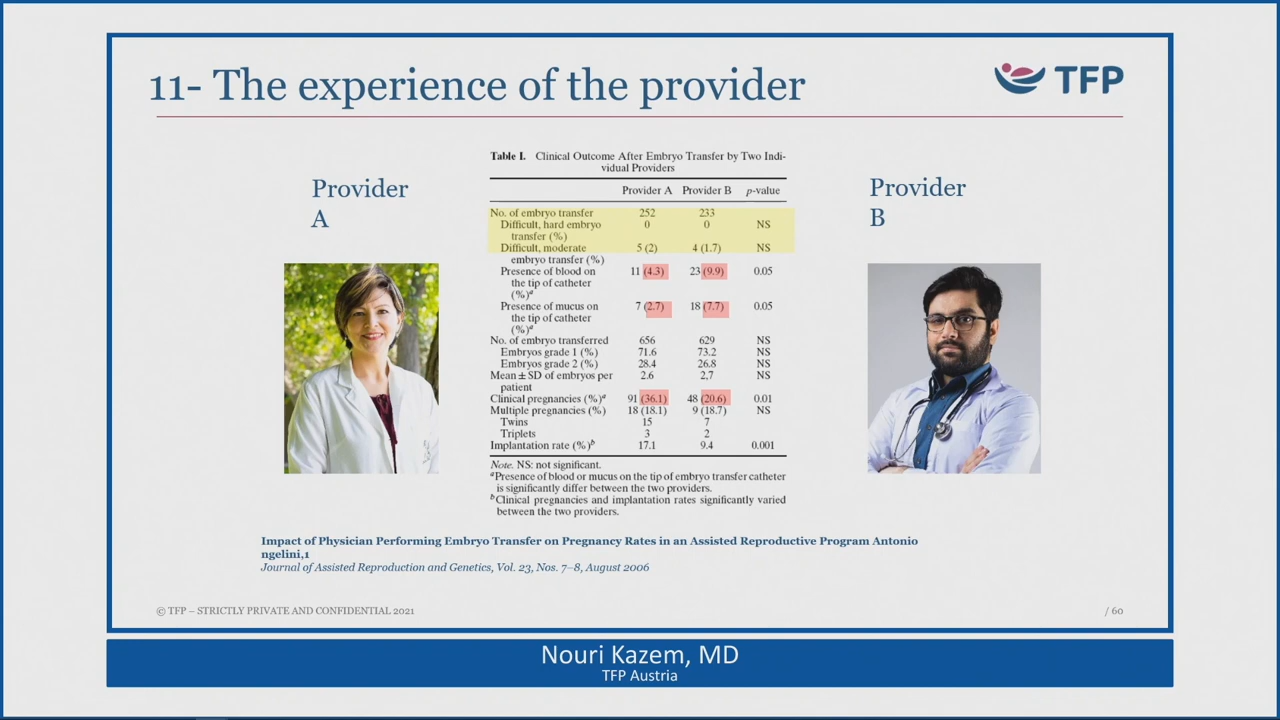 11- The experience of the provider
TFP
Provider
A
Provider
B
Table I. Clinical Outcome After Embryo Transfer by Two Indi-
vidual Providers
Provider A Provider B p-value
No. of embryo transfer 252 233
Difficult, hard embryo 0 0 NS
transfer (%)
Difficult, moderate 5 (2) 4 (1.7) NS
embryo transfer (%)
Presence of blood on 11 (4.3) 23 (9.9) 0.05
the tip of catheter
(%)a
Presence of mucus on 7 (2.7) 18 (7.7) 0.05
the tip of catheter
(%)a
No. of embryo transferred 656 629 NS
Embryos grade 1 (%) 71.6 73.2 NS
Embryos grade 2 (%) 28.4 26.8 NS
Mean ± SD of embryos per 2.6 2,7 NS
patient
Clinical pregnancies (%)a 91 (36.1) 48 (20.6) 0.01
Multiple pregnancies (%) 18 (18.1) 9 (18.7) NS
Twins 15 7
Triplets 3 2
Implantation rate (%)b 17.1 9.4 0.001
Note. NS: not significant.
aPresence of blood or mucus on the tip of embryo transfer catheter
is significantly differ between the two providers.
bClinical pregnancies and implantation rates significantly varied
between the two providers.
Impact of Physician Performing Embryo Transfer on Pregnancy Rates in an Assisted Reproductive Program Antonio
ngelini,1
Journal of Assisted Reproduction and Genetics, Vol. 23, Nos. 7–8, August 2006
© TFP – STRICTLY PRIVATE AND CONFIDENTIAL 2021
/ 60
Nouri Kazem, MD
TFP Austria